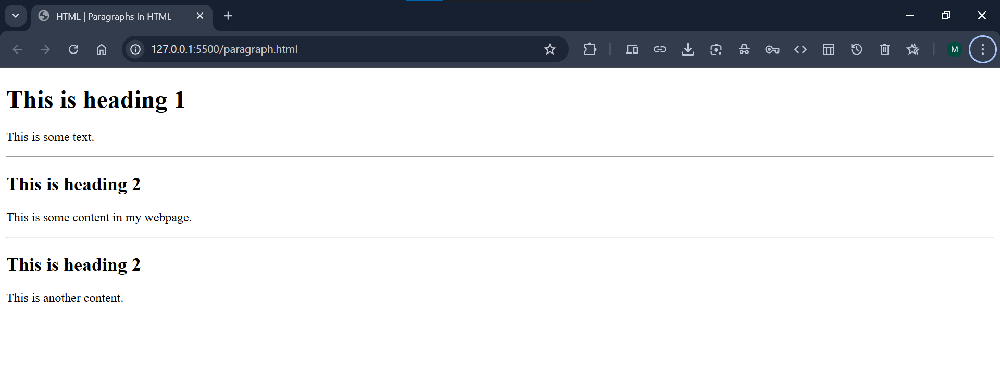 HTML | Paragraphs In HTML
127.0.0.1:5500/paragraph.html
M
This is heading 1
This is some text.
This is heading 2
This is some content in my webpage.
This is heading 2
This is another content.